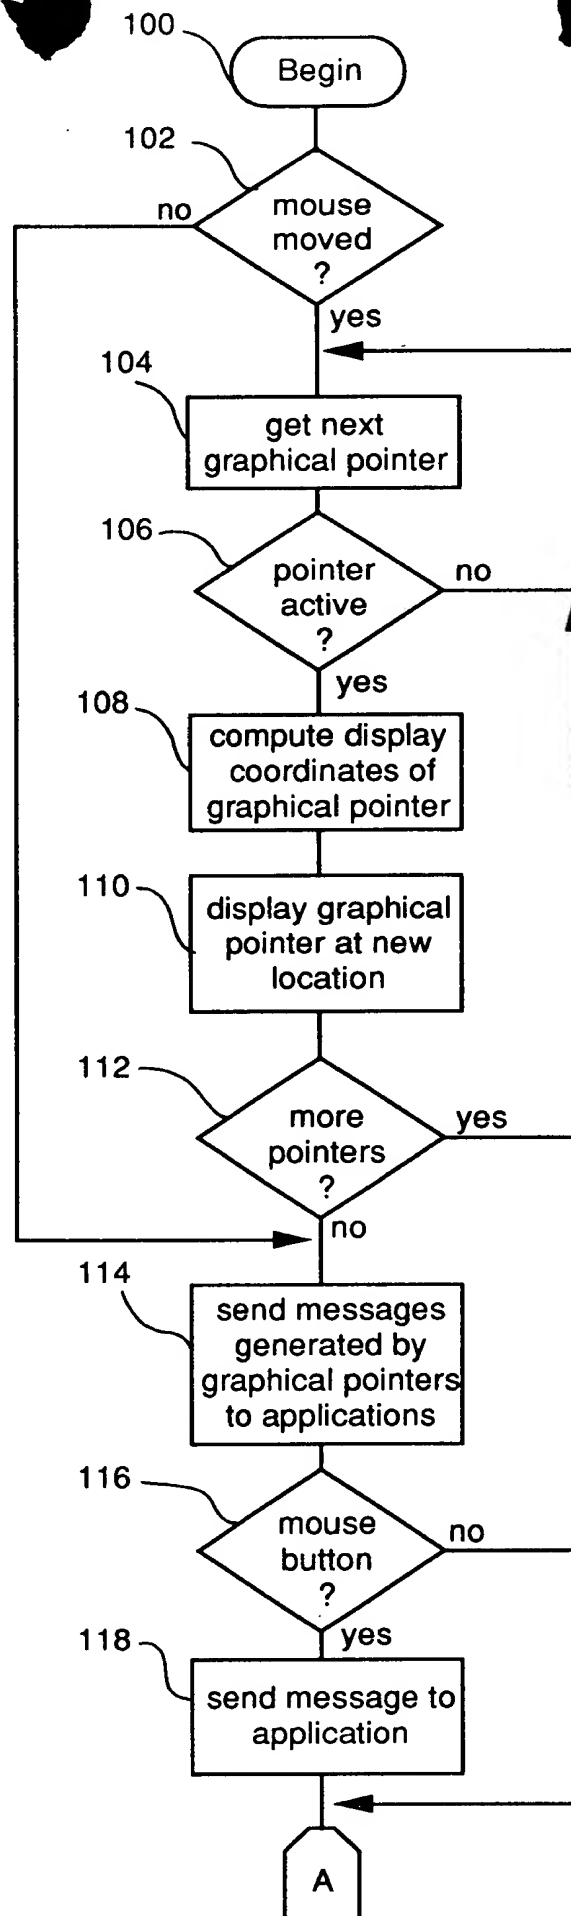 100
Begin
102
no
mouse
moved
?
yes
104
get next
graphical pointer
106
pointer
active
?
no
yes
108
compute display
coordinates of
graphical pointer
110
display graphical
pointer at new
location
112
more
pointers
?
yes
no
114
send messages
generated by
graphical pointers
to applications
116
mouse
button
?
no
yes
118
send message to
application
A